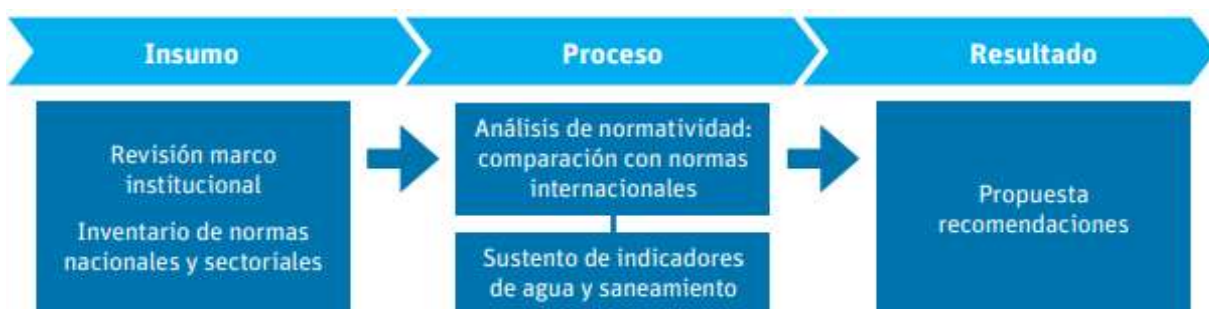 Insumo
Proceso
Resultado
Revisión marco
institucional
Inventario de normas
nacionales y sectoriales
Análisis de normatividad:
comparación con normas
internacionales
Sustento de indicadores
de agua y saneamiento
Propuesta
recomendaciones